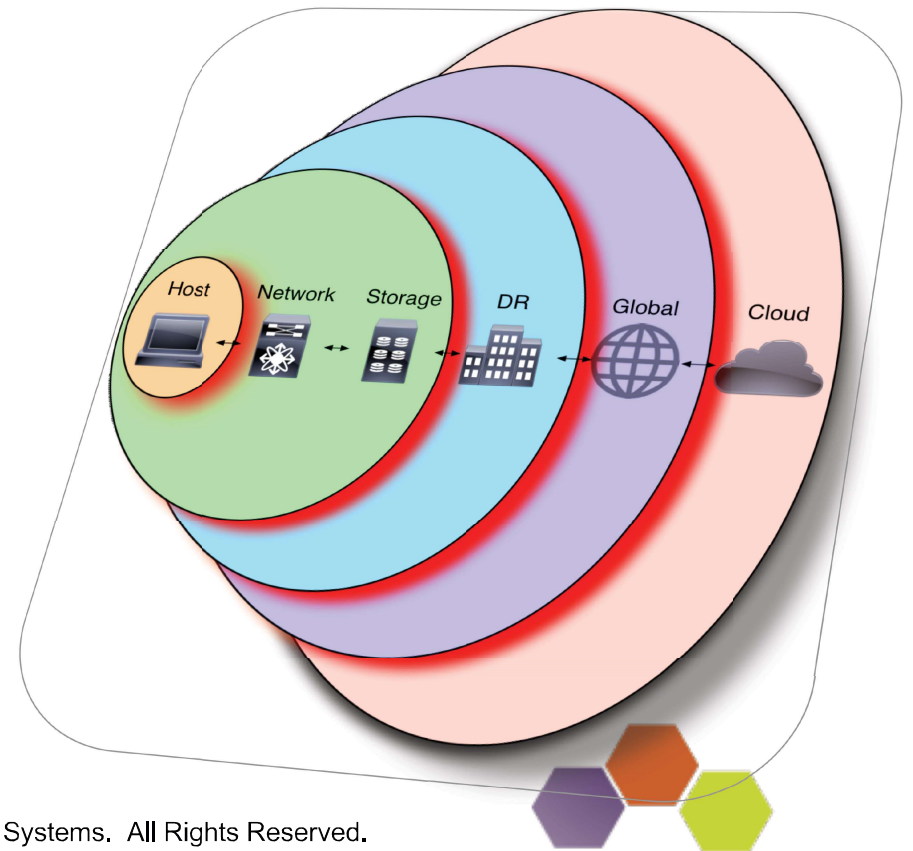 Host
Network
Storage
DR
Global
Cloud
Systems. All Rights Reserved.